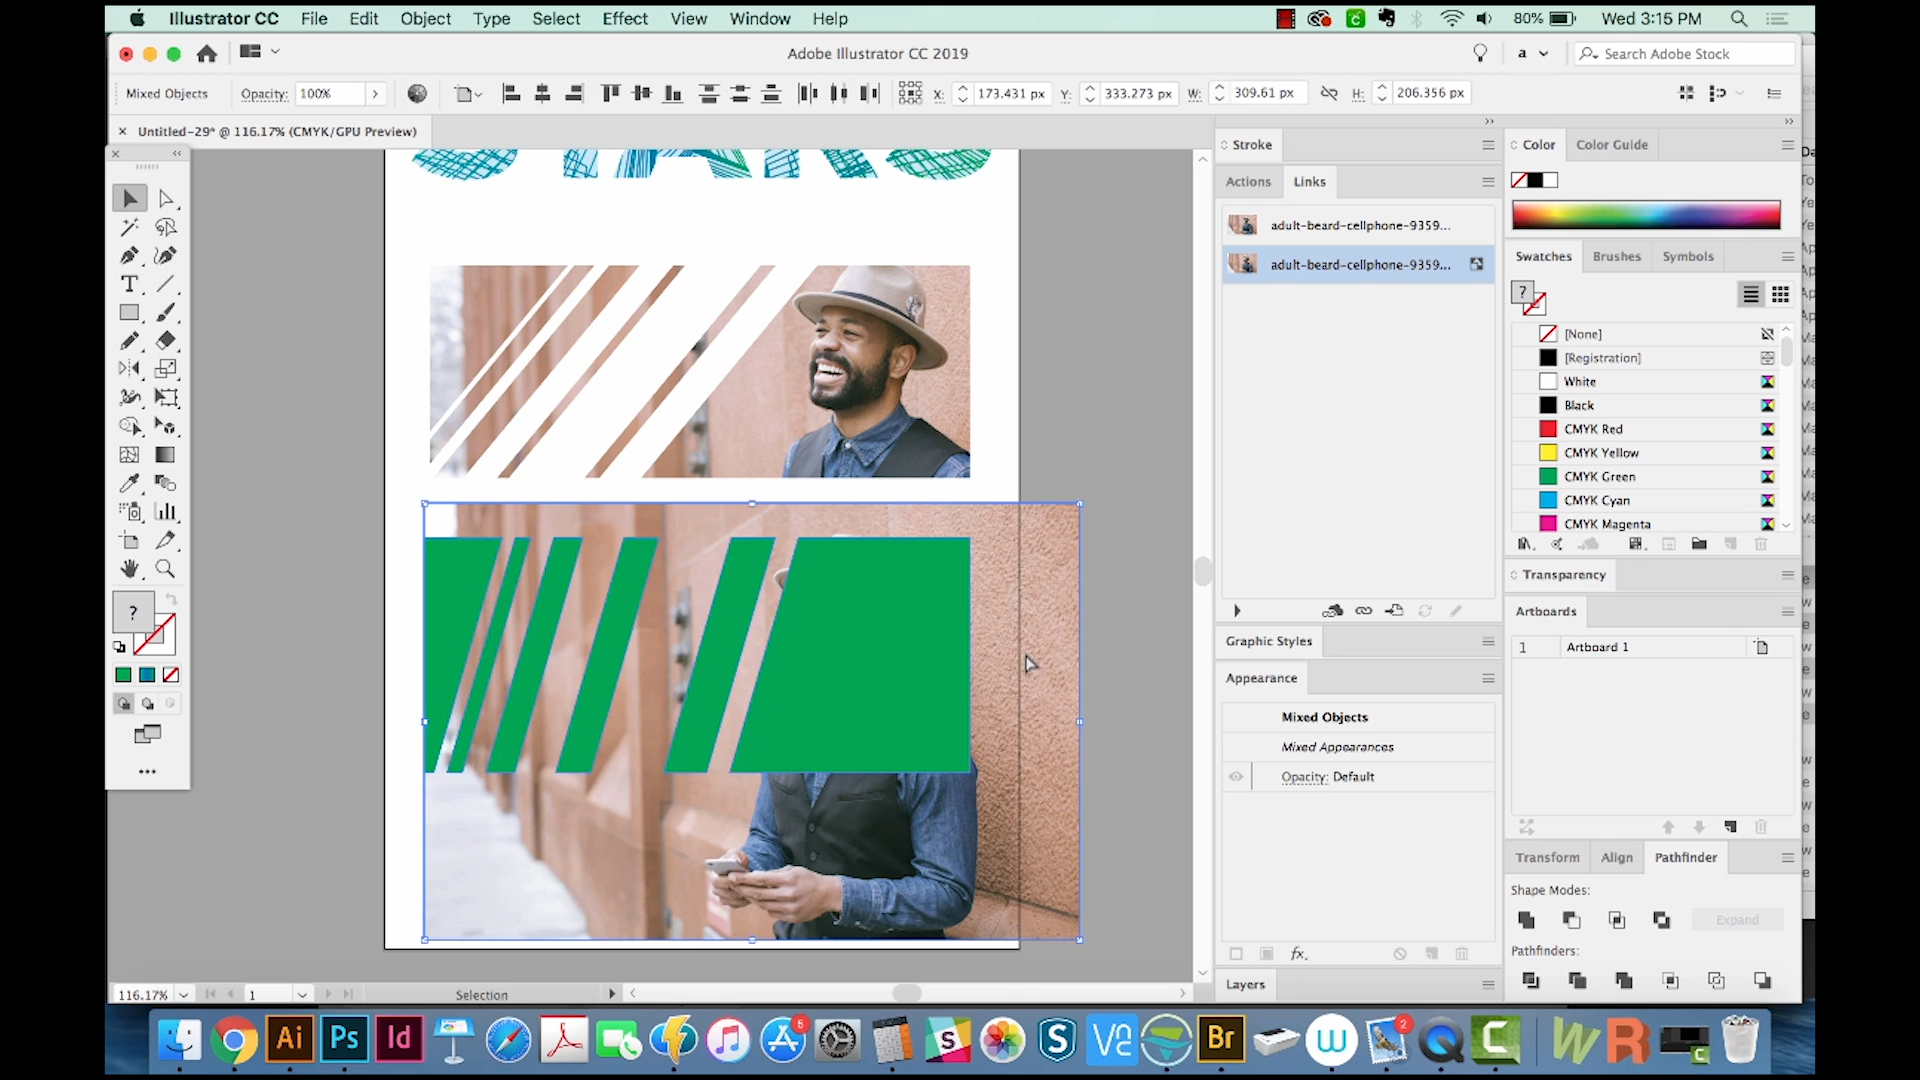 Illustrator CC File Edit Object Type Select Effect View Window Help 80% Wed 3:15 PM
Adobe Illustrator CC 2019 a Search Adobe Stock
Mixed Objects Opacity: 100% X: 173.431 px Y: 333.273 px W: 309.61 px H: 206.356 px
Untitled-29* @ 116.17% (CMYK/GPU Preview)
STARS
Stroke
Actions Links
adult-beard-cellphone-9359...
adult-beard-cellphone-9359...
Graphic Styles
Appearance
Mixed Objects
Mixed Appearances
Opacity: Default
fx.
Layers
Color Color Guide
Swatches Brushes Symbols
?
[None]
[Registration]
White
Black
CMYK Red
CMYK Yellow
CMYK Green
CMYK Cyan
CMYK Magenta
Transparency
Artboards
1 Artboard 1
Transform Align Pathfinder
Shape Modes:
Expand
Pathfinders:
T
?
116.17% 1 Selection
Ai Ps Id 6 S S Br W 2 C W R C